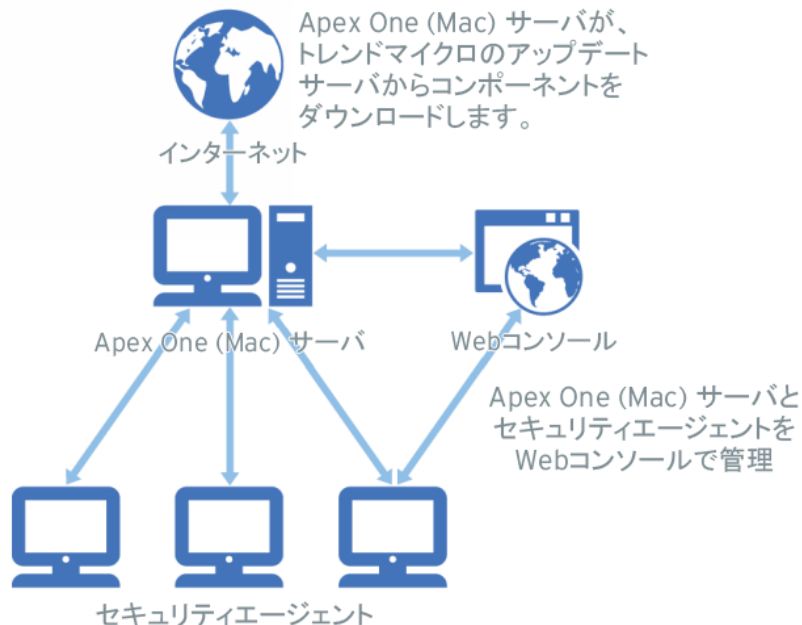 Apex One (Mac) サーバが、
トレンドマイクロのアップデート
サーバからコンポーネントを
ダウンロードします。
インターネット
Apex One (Mac) サーバ
Webコンソール
Apex One (Mac) サーバと
セキュリティエージェントを
Webコンソールで管理
セキュリティエージェント